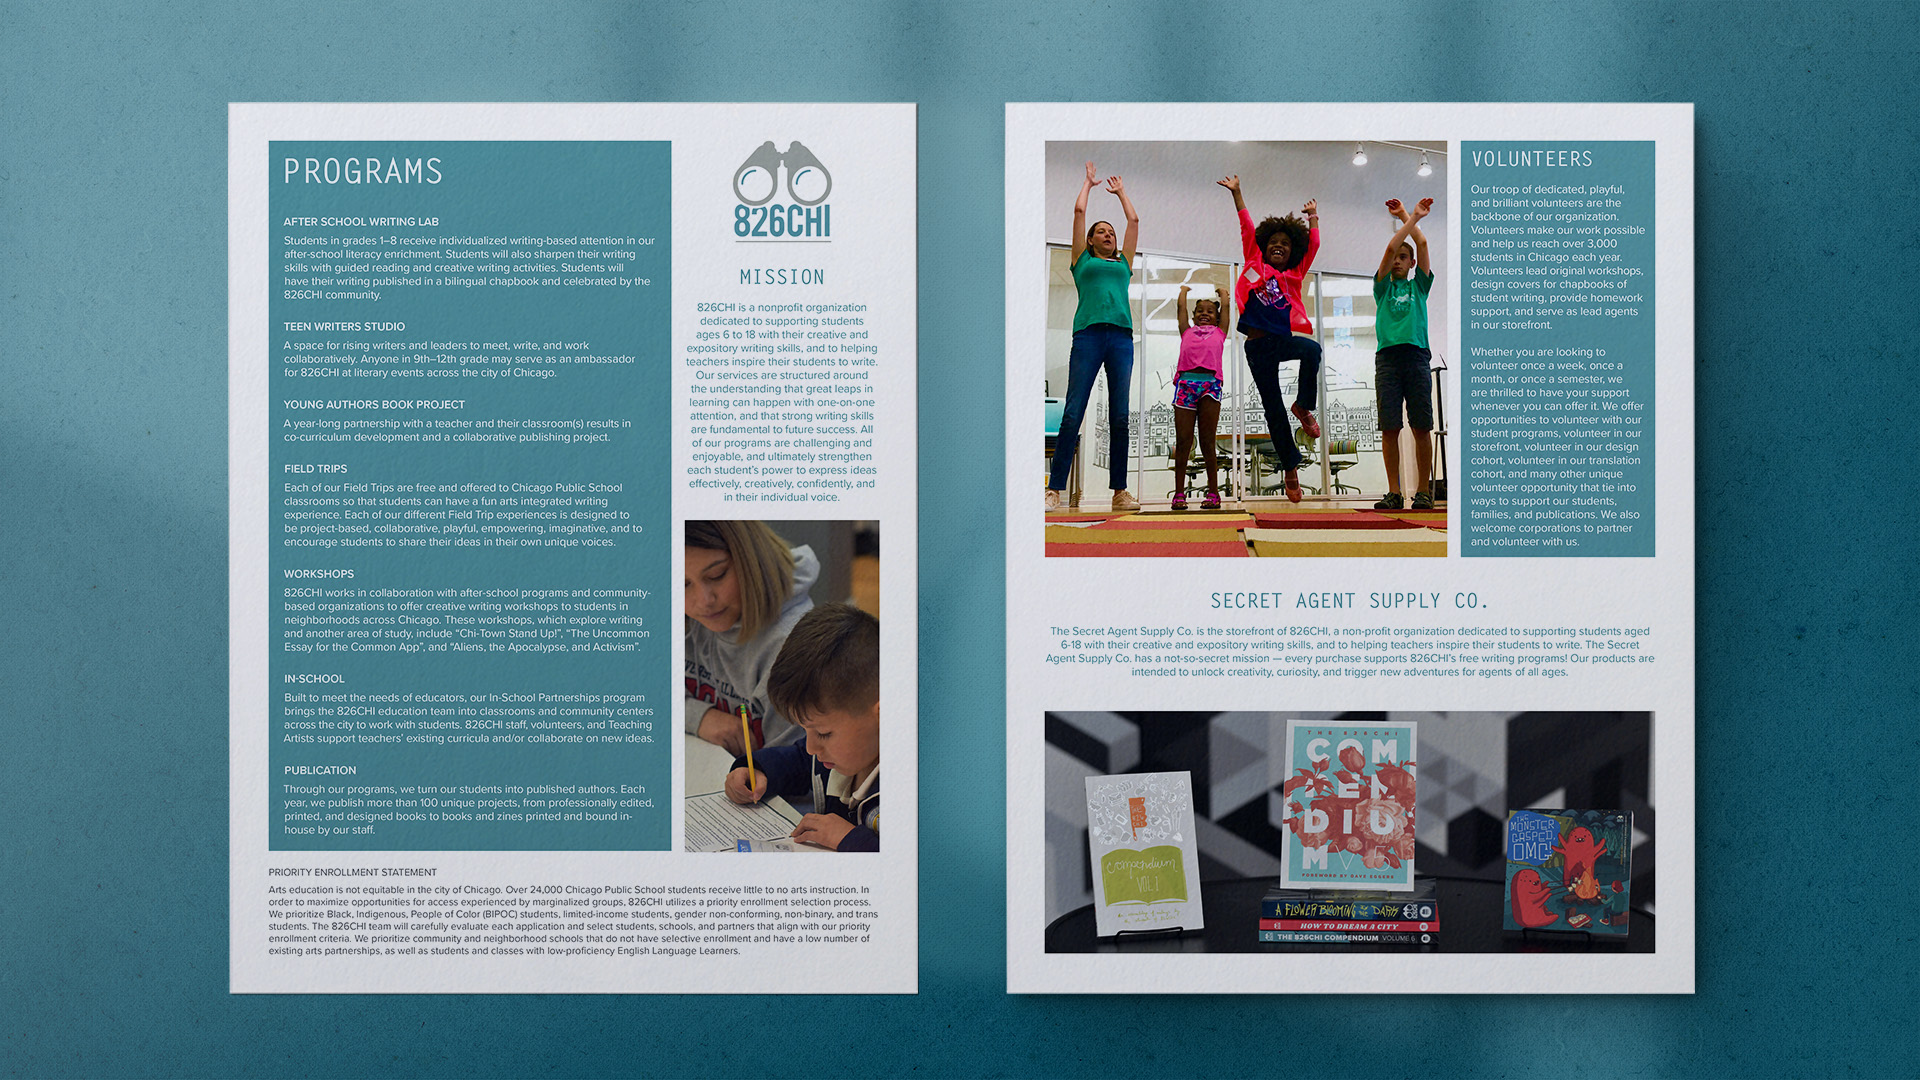 PROGRAMS
AFTER SCHOOL WRITING LAB
Students in grades 1–8 receive individualized writing-based attention in our
after-school literacy enrichment. Students will also sharpen their writing
skills with guided reading and creative writing activities. Students will
have their writing published in a bilingual chapbook and celebrated by the
826CHI community.
TEEN WRITERS STUDIO
A space for rising writers and leaders to meet, write, and work
collaboratively. Anyone in 9th–12th grade may serve as an ambassador
for 826CHI at literary events across the city of Chicago.
YOUNG AUTHORS BOOK PROJECT
A year-long partnership with a teacher and their classroom(s) results in
co-curriculum development and a collaborative publishing project.
FIELD TRIPS
Each of our Field Trips are free and offered to Chicago Public School
classrooms so that students can have a fun arts integrated writing
experience. Each of our different Field Trip experiences is designed to
be project-based, collaborative, playful, empowering, imaginative, and to
encourage students to share their ideas in their own unique voices.
WORKSHOPS
826CHI works in collaboration with after-school programs and community-
based organizations to offer creative writing workshops to students in
neighborhoods across Chicago. These workshops, which explore writing
and another area of study, include “Chi-Town Stand Up!”, “The Uncommon
Essay for the Common App”, and “Aliens, the Apocalypse, and Activism”.
IN-SCHOOL
Built to meet the needs of educators, our In-School Partnerships program
brings the 826CHI education team into classrooms and community centers
across the city to work with students. 826CHI staff, volunteers, and Teaching
Artists support teachers’ existing curricula and/or collaborate on new ideas.
PUBLICATION
Through our programs, we turn our students into published authors. Each
year, we publish more than 100 unique projects, from professionally edited,
printed, and designed books to books and zines printed and bound in-
house by our staff.
826CHI
MISSION
826CHI is a nonprofit organization
dedicated to supporting students
ages 6 to 18 with their creative and
expository writing skills, and to helping
teachers inspire their students to write.
Our services are structured around
the understanding that great leaps in
learning can happen with one-on-one
attention, and that strong writing skills
are fundamental to future success. All
of our programs are challenging and
enjoyable, and ultimately strengthen
each student’s power to express ideas
effectively, creatively, confidently, and
in their individual voice.
PRIORITY ENROLLMENT STATEMENT
Arts education is not equitable in the city of Chicago. Over 24,000 Chicago Public School students receive little to no arts instruction. In
order to maximize opportunities for access experienced by marginalized groups, 826CHI utilizes a priority enrollment selection process.
We prioritize Black, Indigenous, People of Color (BIPOC) students, limited-income students, gender non-conforming, non-binary, and trans
students. The 826CHI team will carefully evaluate each application and select students, schools, and partners that align with our priority
enrollment criteria. We prioritize community and neighborhood schools that do not have selective enrollment and have a low number of
existing arts partnerships, as well as students and classes with low-proficiency English Language Learners.
VOLUNTEERS
Our troop of dedicated, playful,
and brilliant volunteers are the
backbone of our organization.
Volunteers make our work possible
and help us reach over 3,000
students in Chicago each year.
Volunteers lead original workshops,
design covers for chapbooks of
student writing, provide homework
support, and serve as lead agents
in our storefront.
Whether you are looking to
volunteer once a week, once a
month, or once a semester, we
are thrilled to have your support
whenever you can offer it. We offer
opportunities to volunteer with our
student programs, volunteer in our
storefront, volunteer in our design
cohort, volunteer in our translation
cohort, and many other unique
volunteer opportunity that tie into
ways to support our students,
families, and publications. We also
welcome corporations to partner
and volunteer with us.
SECRET AGENT SUPPLY CO.
The Secret Agent Supply Co. is the storefront of 826CHI, a non-profit organization dedicated to supporting students aged
6-18 with their creative and expository writing skills, and to helping teachers inspire their students to write. The Secret
Agent Supply Co. has a not-so-secret mission — every purchase supports 826CHI’s free writing programs! Our products are
intended to unlock creativity, curiosity, and trigger new adventures for agents of all ages.
Compendium
VOL. 1
THE 826CHI
COM
PEN
DIU
M V5
FOREWORD BY DAVE EGGERS
A FLOWER BLOOMING IN THE DARK
HOW TO DREAM A CITY
THE 826CHI COMPENDIUM VOLUME 6
THE
MONSTER
GASPED,
OMG!